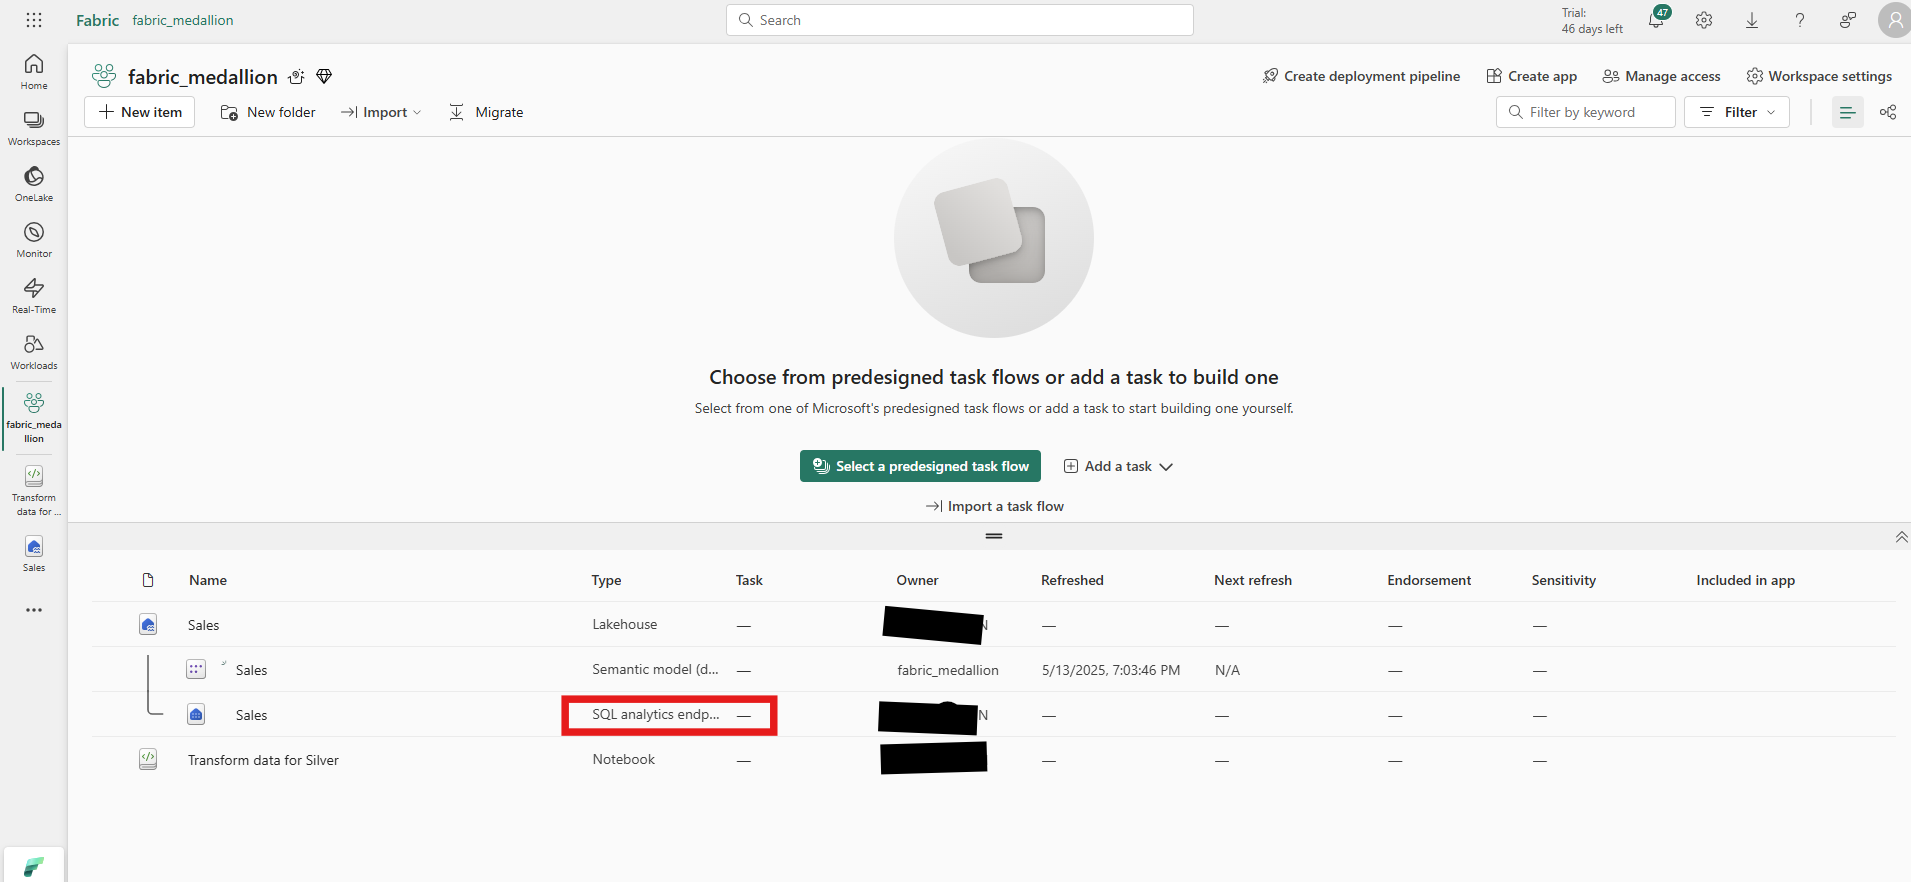 Fabric fabric_medallion
Search
Trial:
46 days left
47
Home
Workspaces
OneLake
Monitor
Real-Time
Workloads
fabric_meda
llion
Transform
data for ...
Sales
fabric_medallion
Create deployment pipeline Create app Manage access Workspace settings
New item New folder Import Migrate
Filter by keyword Filter
Choose from predesigned task flows or add a task to build one
Select from one of Microsoft's predesigned task flows or add a task to start building one yourself.
Select a predesigned task flow Add a task
Import a task flow
Name Type Task Owner Refreshed Next refresh Endorsement Sensitivity Included in app
Sales Lakehouse — N — — — —
Sales Semantic model (d... — fabric_medallion 5/13/2025, 7:03:46 PM N/A — —
Sales SQL analytics endp... — N — — — —
Transform data for Silver Notebook — — — — —